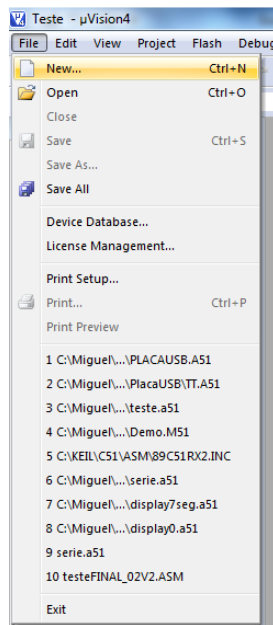 Teste - µVision4
File Edit View Project Flash Debug
New... Ctrl+N
Open Ctrl+O
Close
Save Ctrl+S
Save As...
Save All
Device Database...
License Management...
Print Setup...
Print... Ctrl+P
Print Preview
1 C:\Miguel\...\PLACAUSB.A51
2 C:\Miguel\...\PlacaUSB\TT.A51
3 C:\Miguel\...\teste.a51
4 C:\Miguel\...\Demo.M51
5 C:\KEIL\C51\ASM\89C51RX2.INC
6 C:\Miguel\...\serie.a51
7 C:\Miguel\...\display7seg.a51
8 C:\Miguel\...\display0.a51
9 serie.a51
10 testeFINAL_02V2.ASM
Exit